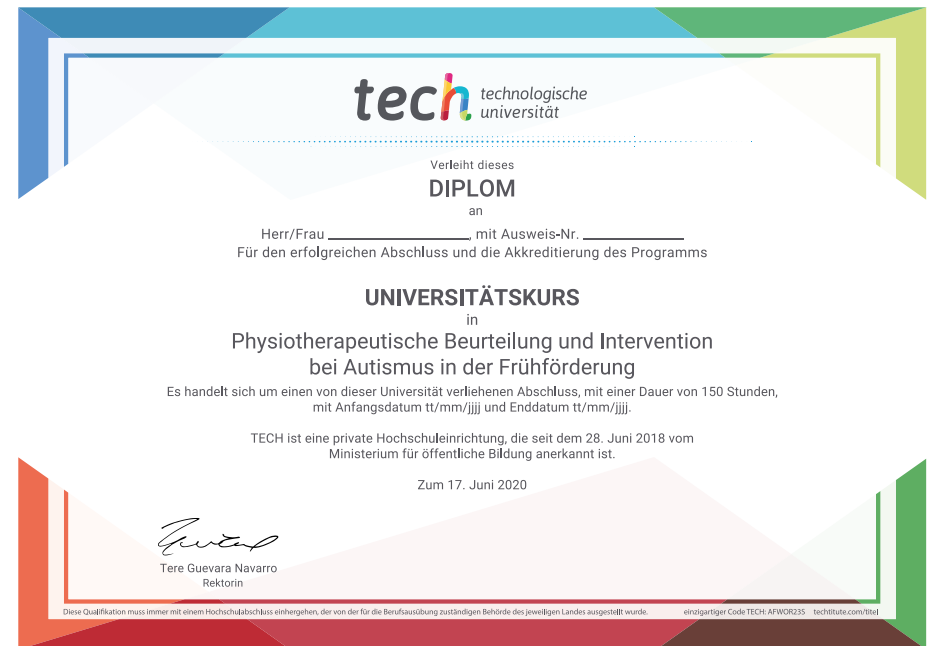 tech technologische
universität
Verleiht dieses
DIPLOM
an
Herr/Frau ____________, mit Ausweis-Nr. ____________
Für den erfolgreichen Abschluss und die Akkreditierung des Programms
UNIVERSITÄTSKURS
in
Physiotherapeutische Beurteilung und Intervention
bei Autismus in der Frühförderung
Es handelt sich um einen von dieser Universität verliehenen Abschluss, mit einer Dauer von 150 Stunden,
mit Anfangsdatum tt/mm/jjjj und Enddatum tt/mm/jjjj.
TECH ist eine private Hochschuleinrichtung, die seit dem 28. Juni 2018 vom
Ministerium für öffentliche Bildung anerkannt ist.
Zum 17. Juni 2020
Tere Guevara Navarro
Rektorin
Diese Qualifikation muss immer mit einem Hochschulabschluss einhergehen, der von der für die Berufsausübung zuständigen Behörde des jeweiligen Landes ausgestellt wurde. einzigartiger Code TECH: AFWOR235 techtitute.com/titel